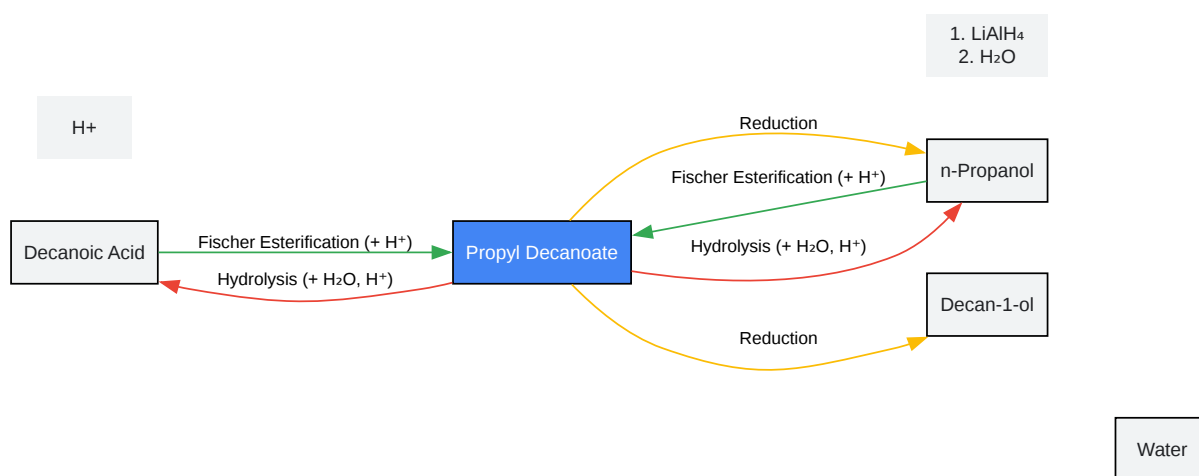 1. LiAlH₄
2. H₂O
H+
Reduction
n-Propanol
Fischer Esterification (+ H⁺)
Decanoic Acid
Fischer Esterification (+ H⁺)
Propyl Decanoate
Hydrolysis (+ H₂O, H⁺)
Hydrolysis (+ H₂O, H⁺)
Decan-1-ol
Reduction
Water